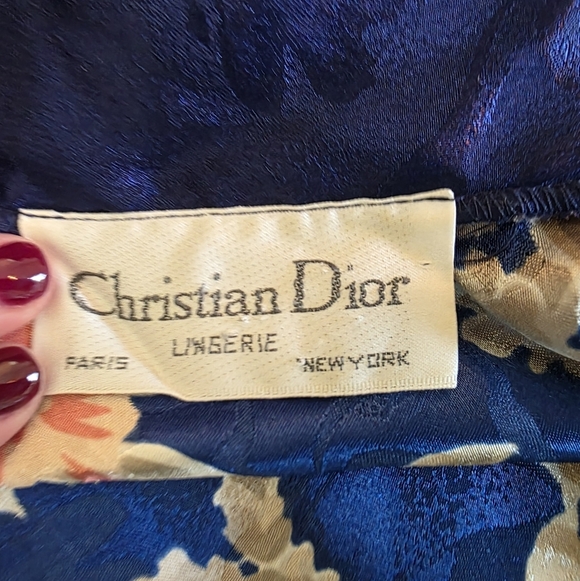 Christian Dior
LINGERIE
PARIS NEW YORK